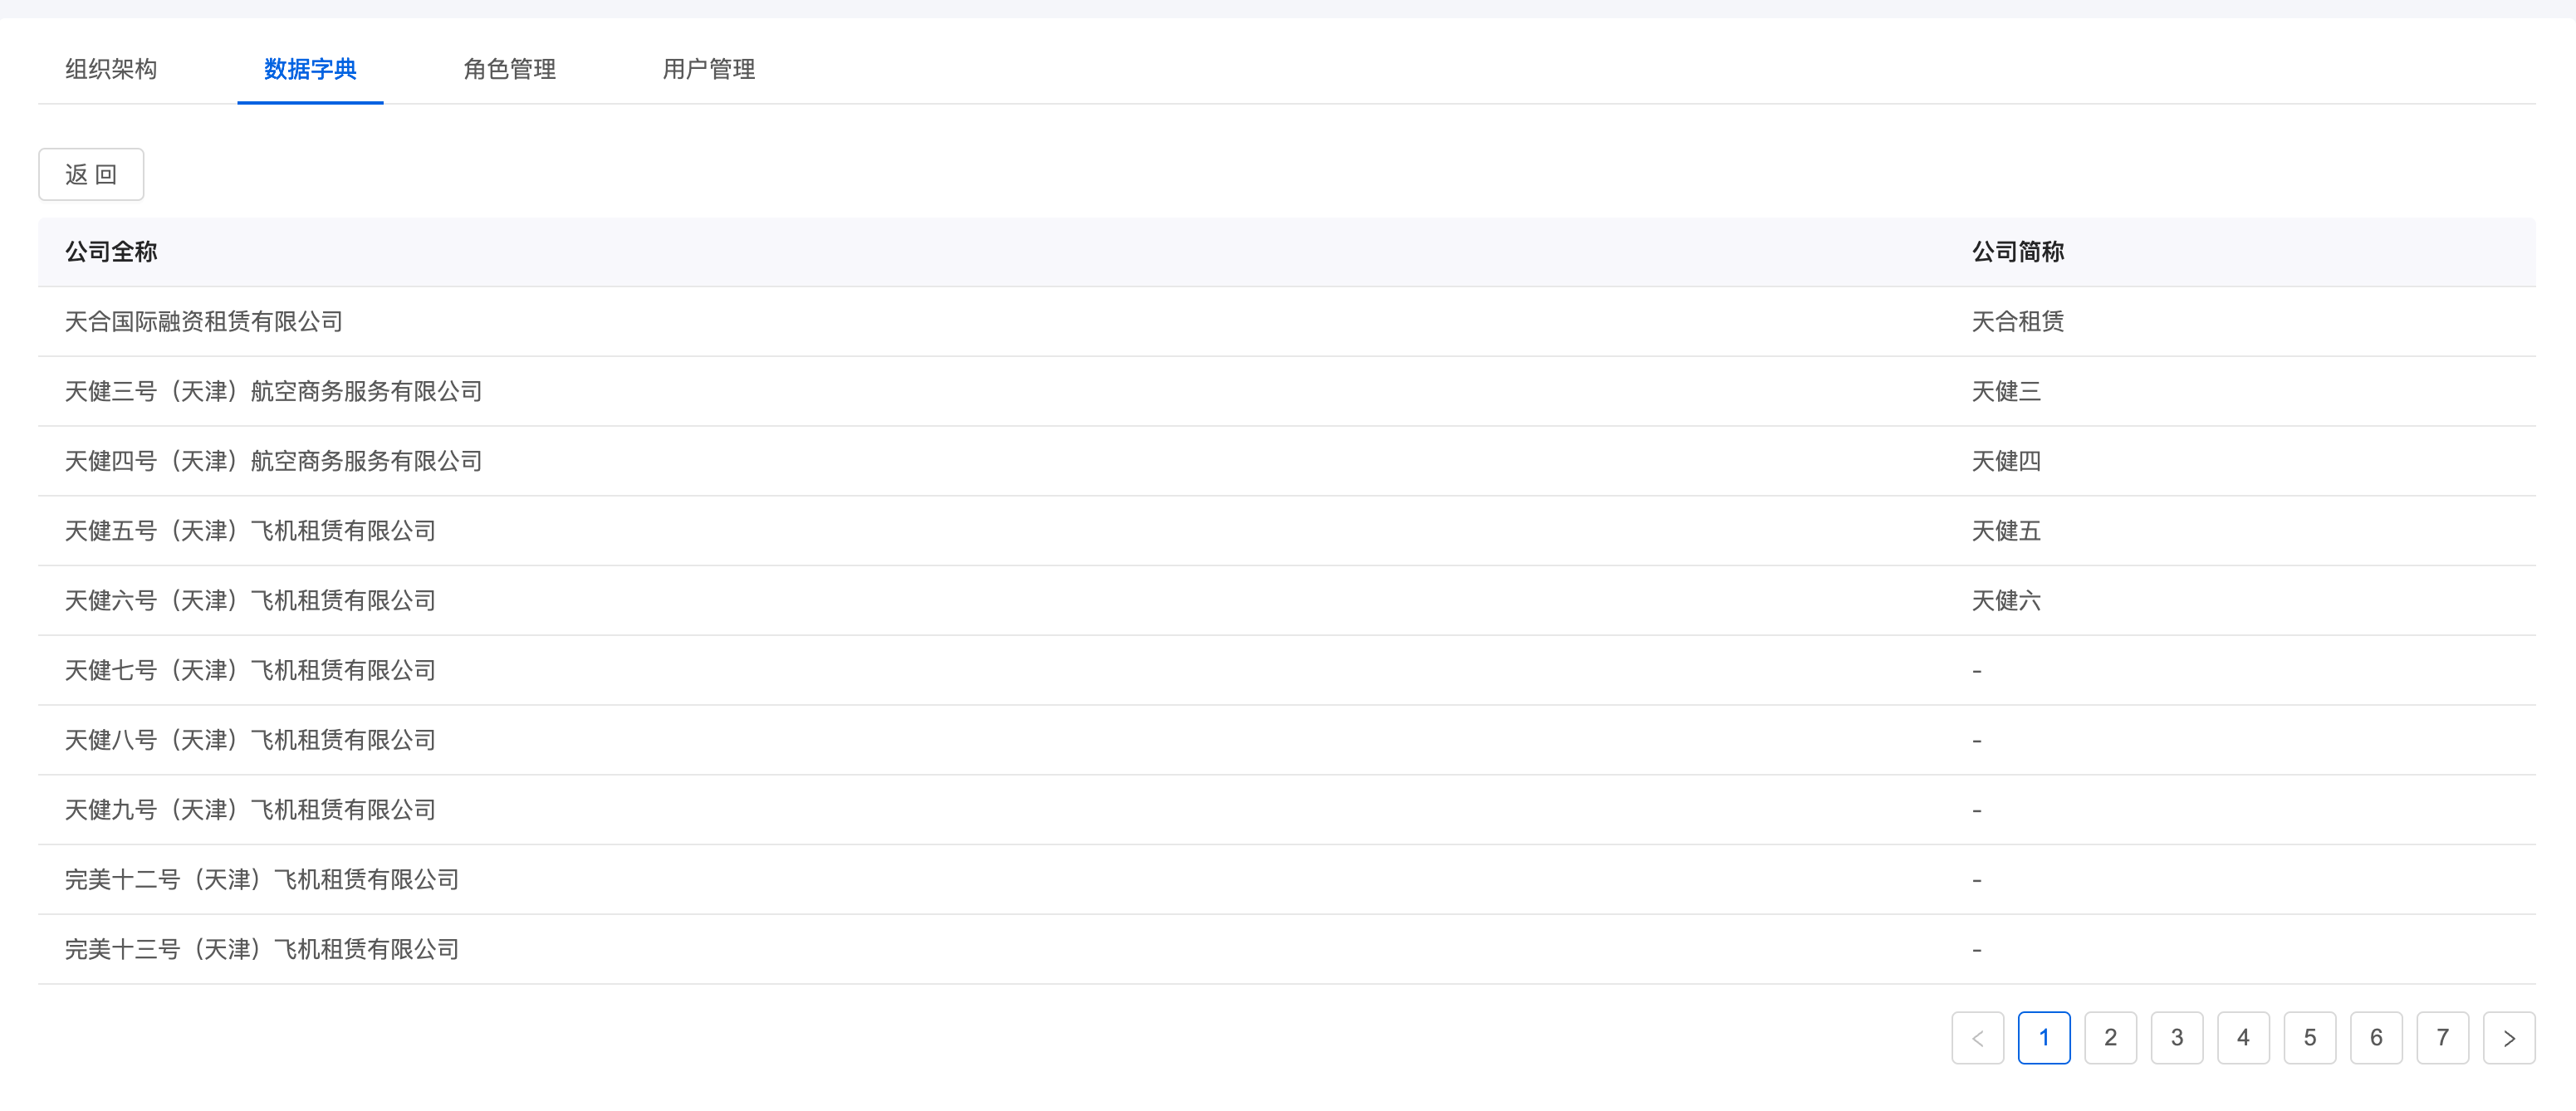 组织架构 数据字典 角色管理 用户管理
返 回
公司全称 公司简称
天合国际融资租赁有限公司 天合租赁
天健三号（天津）航空商务服务有限公司 天健三
天健四号（天津）航空商务服务有限公司 天健四
天健五号（天津）飞机租赁有限公司 天健五
天健六号（天津）飞机租赁有限公司 天健六
天健七号（天津）飞机租赁有限公司 -
天健八号（天津）飞机租赁有限公司 -
天健九号（天津）飞机租赁有限公司 -
完美十二号（天津）飞机租赁有限公司 -
完美十三号（天津）飞机租赁有限公司 -
< 1 2 3 4 5 6 7 >